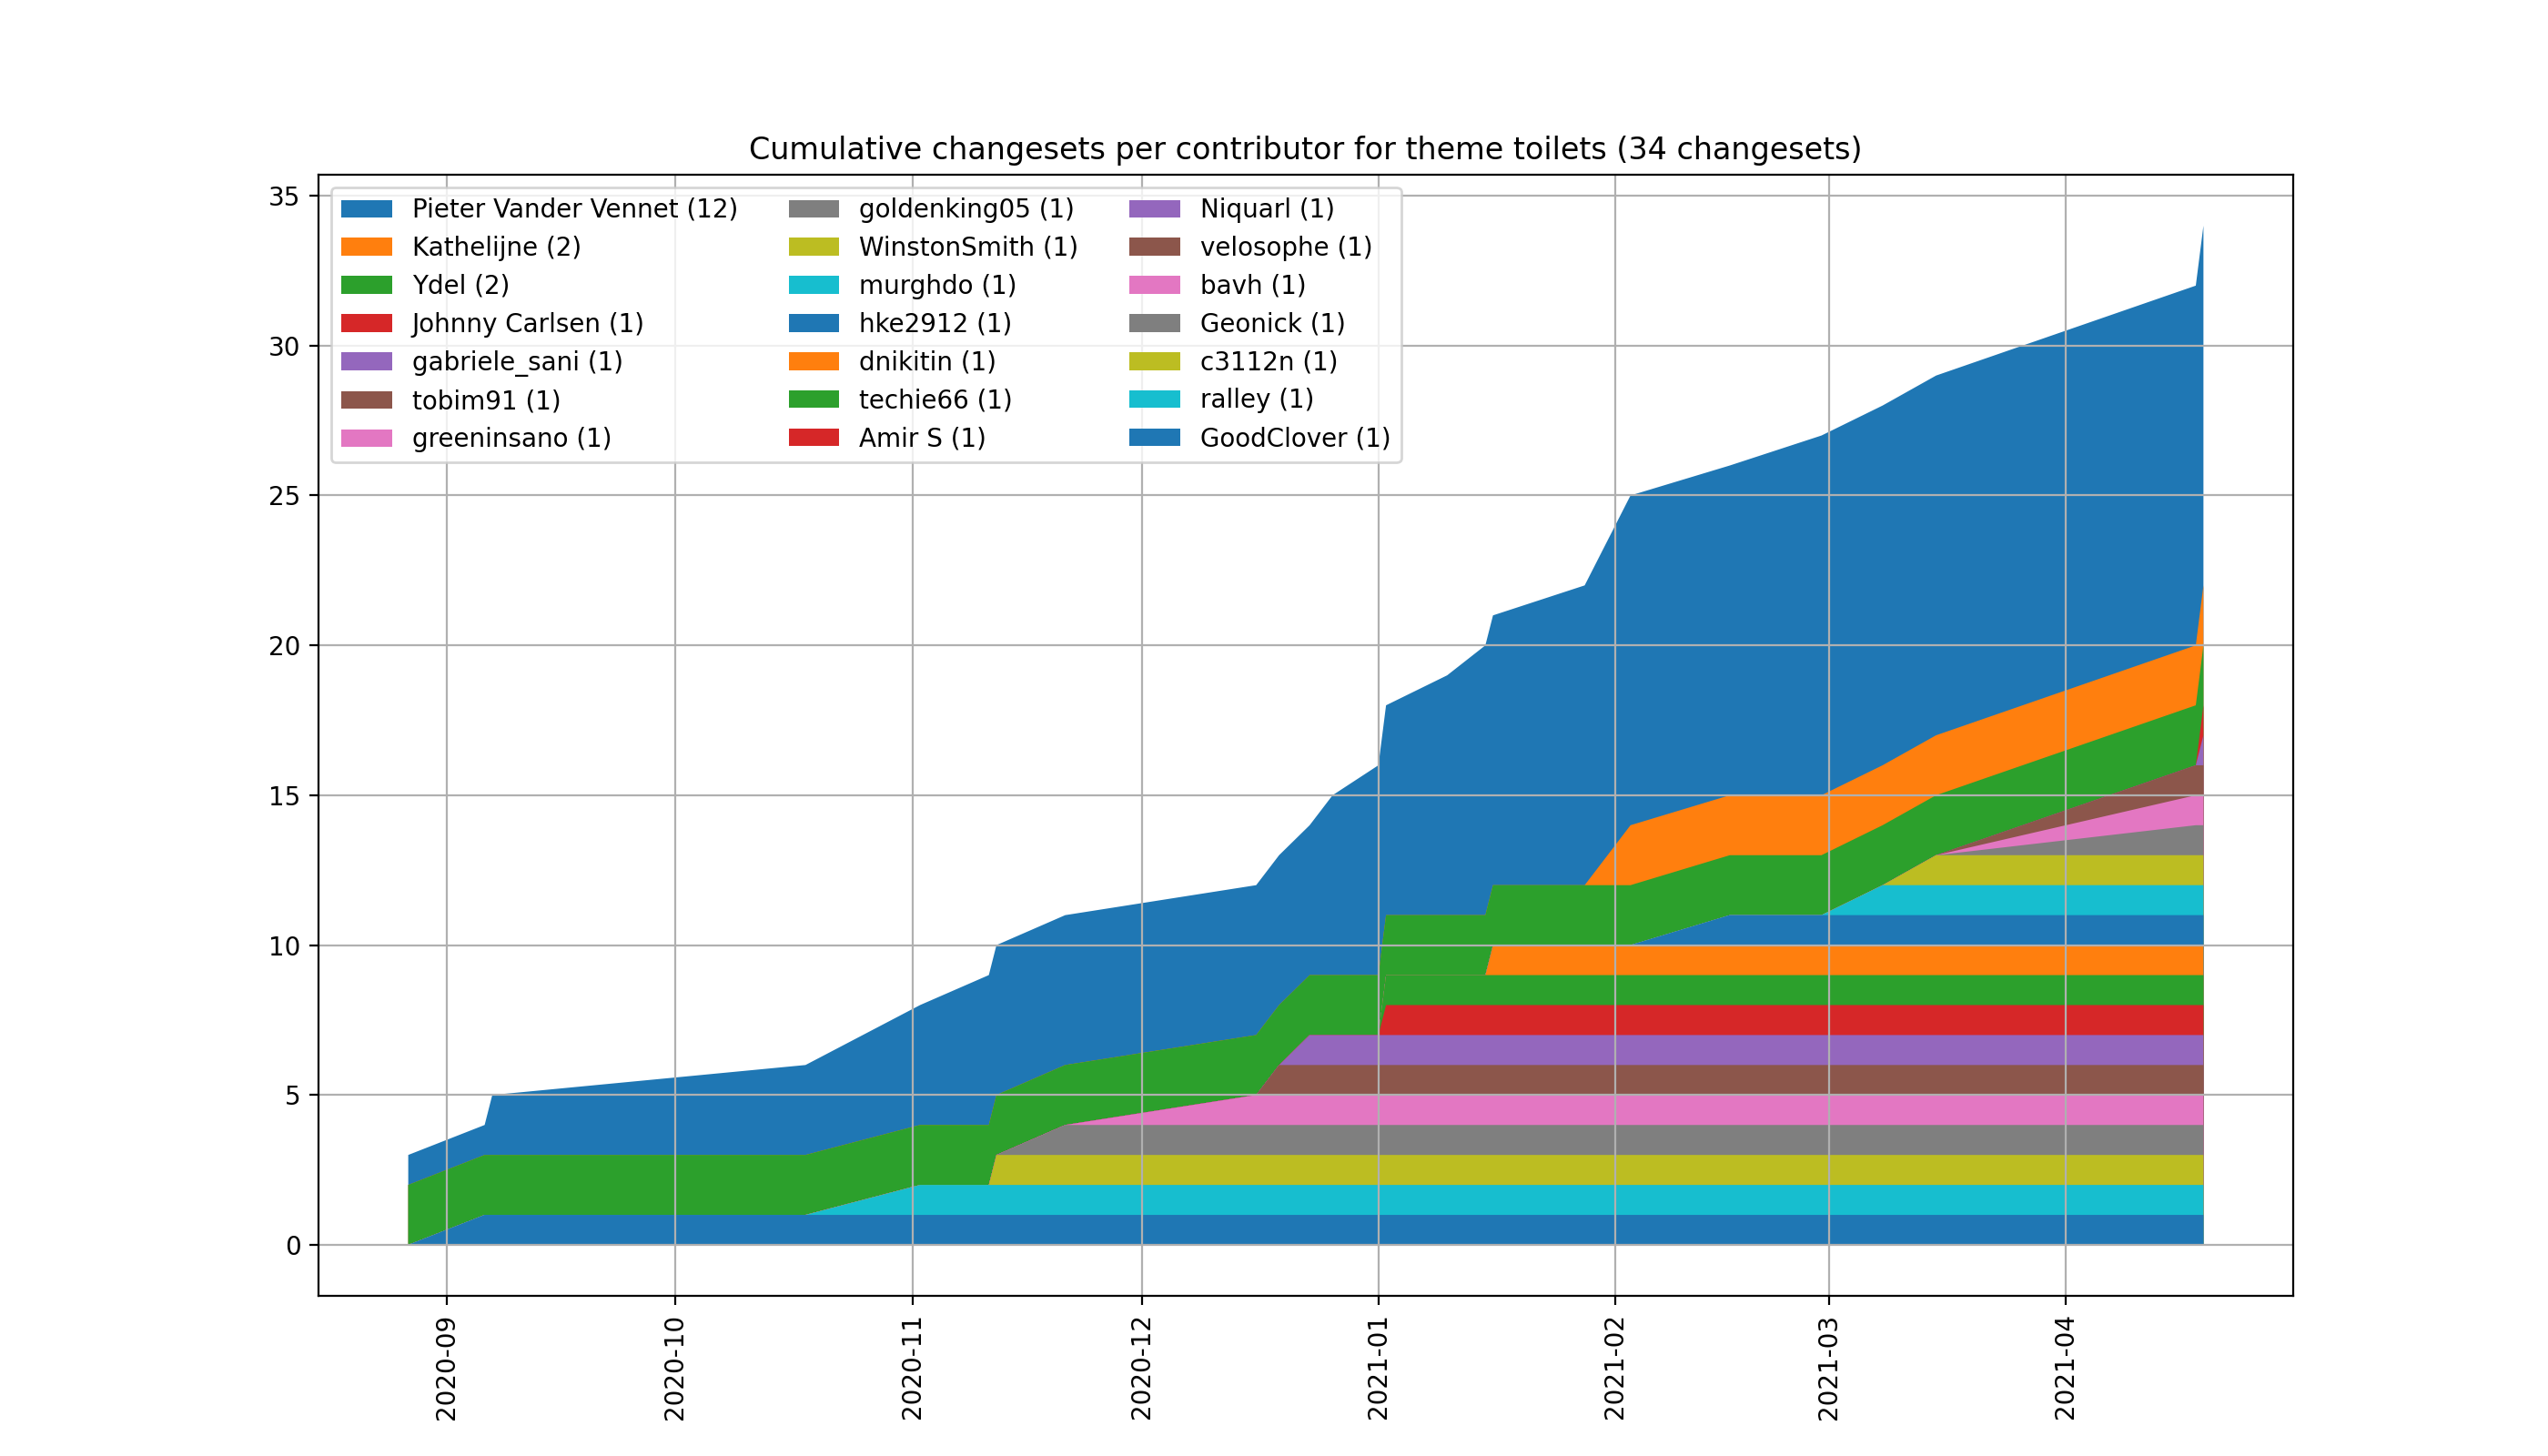 Cumulative changesets per contributor for theme toilets (34 changesets)
35
30
25
20
15
10
5
0
Pieter Vander Vennet (12)
Kathelijne (2)
Ydel (2)
Johnny Carlsen (1)
gabriele_sani (1)
tobim91 (1)
greeninsano (1)
goldenking05 (1)
WinstonSmith (1)
murghdo (1)
hke2912 (1)
dnikitin (1)
techie66 (1)
Amir S (1)
Niquarl (1)
velosophe (1)
bavh (1)
Geonick (1)
c3112n (1)
ralley (1)
GoodClover (1)
2020-09
2020-10
2020-11
2020-12
2021-01
2021-02
2021-03
2021-04